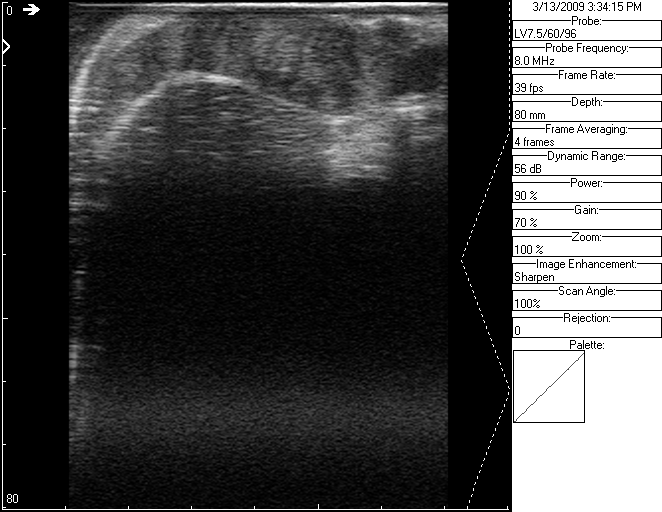 0
80
3/13/2009 3:34:15 PM
Probe:
LV7.5/60/96
Probe Frequency:
8.0 MHz
Frame Rate:
39 fps
Depth:
80 mm
Frame Averaging:
4 frames
Dynamic Range:
56 dB
Power:
90 %
Gain:
70 %
Zoom:
100 %
Image Enhancement:
Sharpen
Scan Angle:
100%
Rejection:
0
Palette: